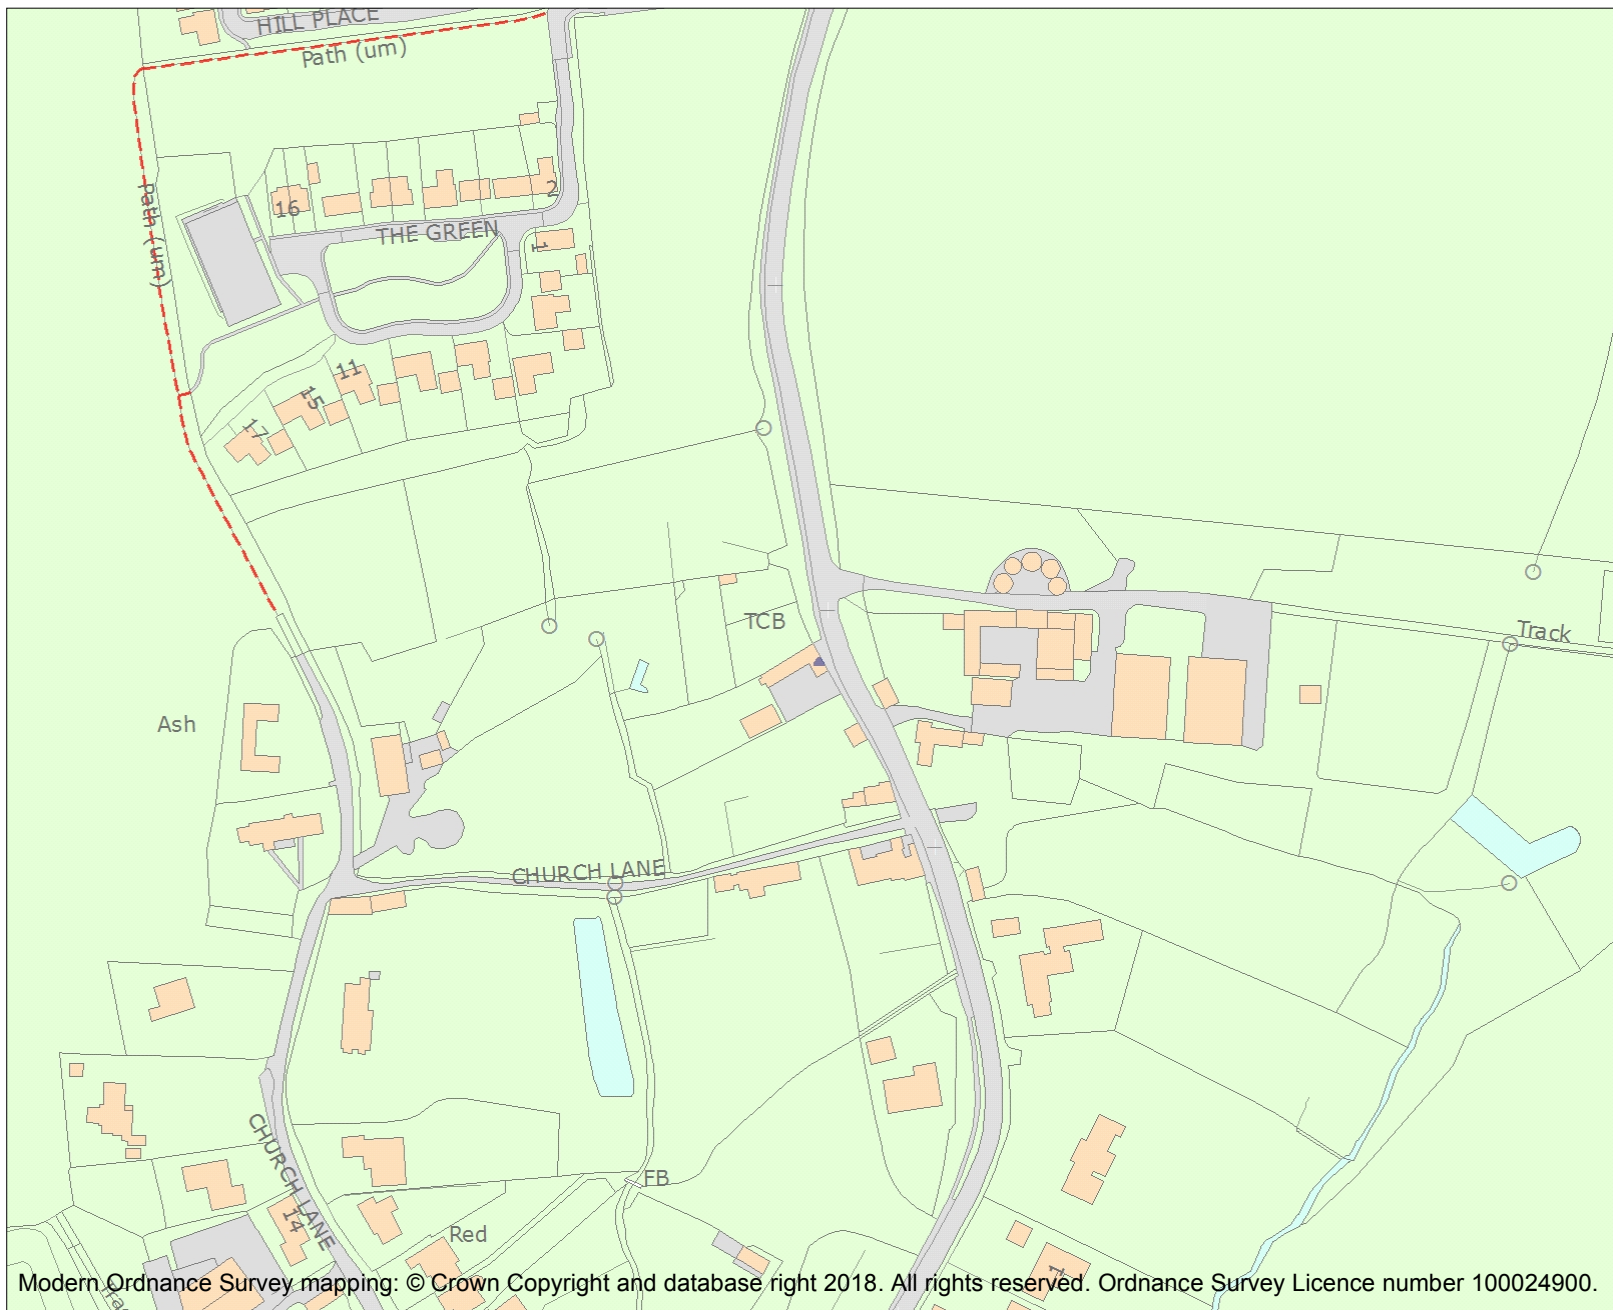 HILL PLACE
Path (um)
Path (um)
2
16
THE GREEN
1
11
15
17
TCB
Track
Ash
CHURCH LANE
CHURCH LANE
FB
14
Red
1
Modern Ordnance Survey mapping: © Crown Copyright and database right 2018. All rights reserved. Ordnance Survey Licence number 100024900.